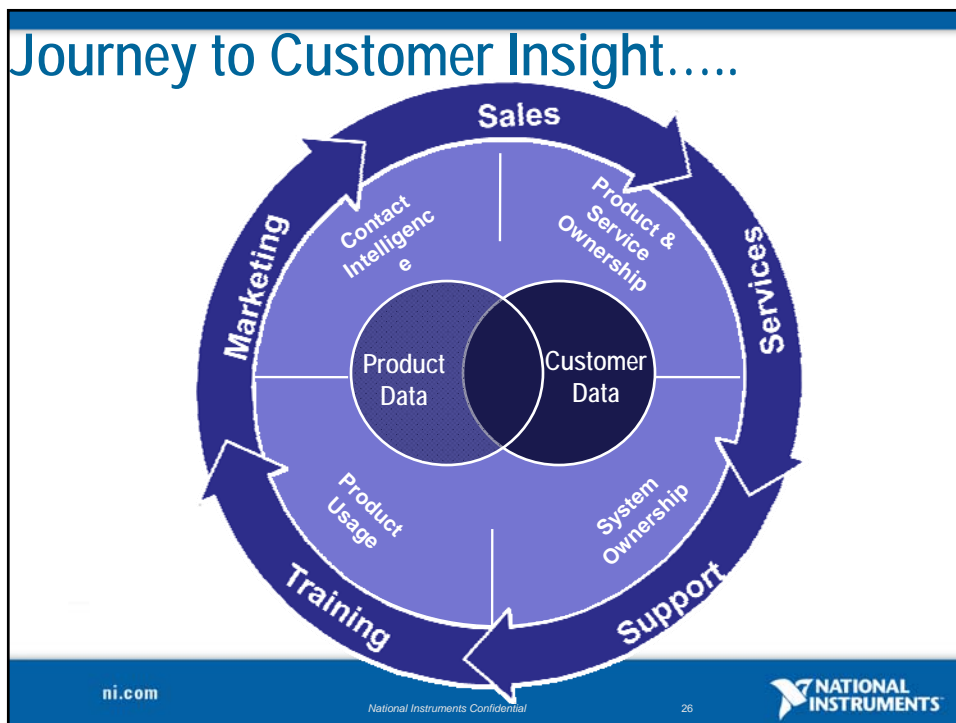 Journey to Customer Insight.....
Sales
Marketing
Services
Contact
Intelligenc
e
Product &
Service
Ownership
Product
Data
Customer
Data
Product
Usage
System
Ownership
Training
Support
ni.com
National Instruments Confidential
26
NATIONAL
INSTRUMENTS™